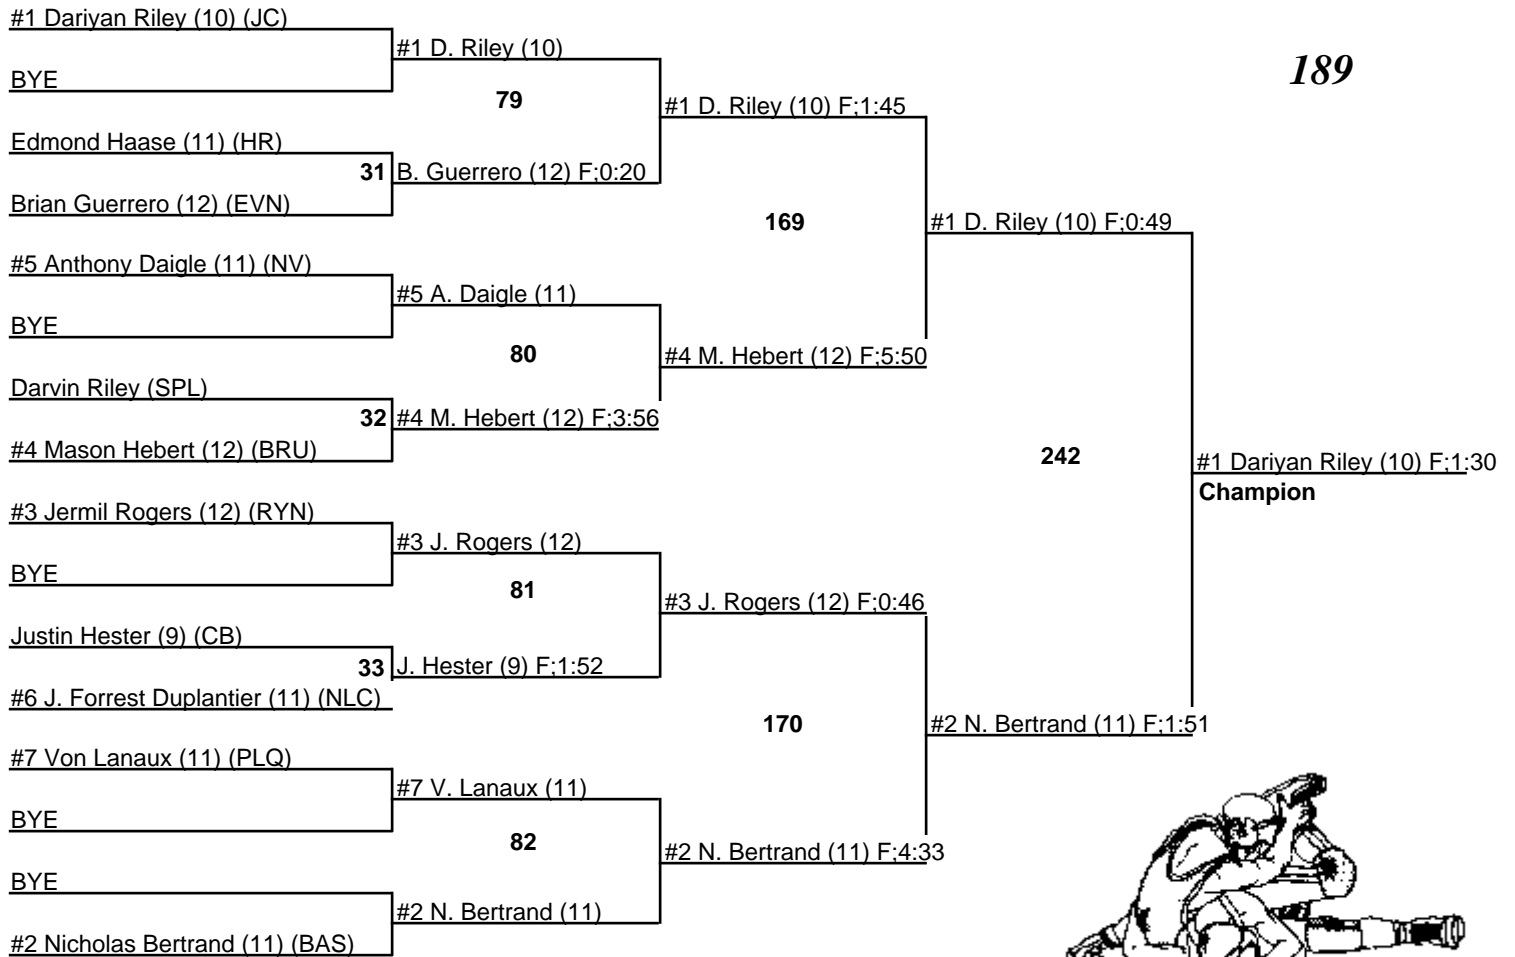 #1 Dariyan Riley (10) (JC)
BYE
Edmond Haase (11) (HR)
31
Brian Guerrero (12) (EVN)
#5 Anthony Daigle (11) (NV)
BYE
Darvin Riley (SPL)
32
#4 Mason Hebert (12) (BRU)
#3 Jermil Rogers (12) (RYN)
BYE
Justin Hester (9) (CB)
33
#6 J. Forrest Duplantier (11) (NLC)
#7 Von Lanaux (11) (PLQ)
BYE
BYE
#2 Nicholas Bertrand (11) (BAS)
#1 D. Riley (10)
79
B. Guerrero (12) F;0:20
#5 A. Daigle (11)
80
#4 M. Hebert (12) F;3:56
#3 J. Rogers (12)
81
J. Hester (9) F;1:52
#7 V. Lanaux (11)
82
#2 N. Bertrand (11)
#1 D. Riley (10) F;1:45
169
#4 M. Hebert (12) F;5:50
#3 J. Rogers (12) F;0:46
170
#2 N. Bertrand (11) F;4:33
#1 D. Riley (10) F;0:49
242
#2 N. Bertrand (11) F;1:51
189
#1 Dariyan Riley (10) F;1:30
Champion